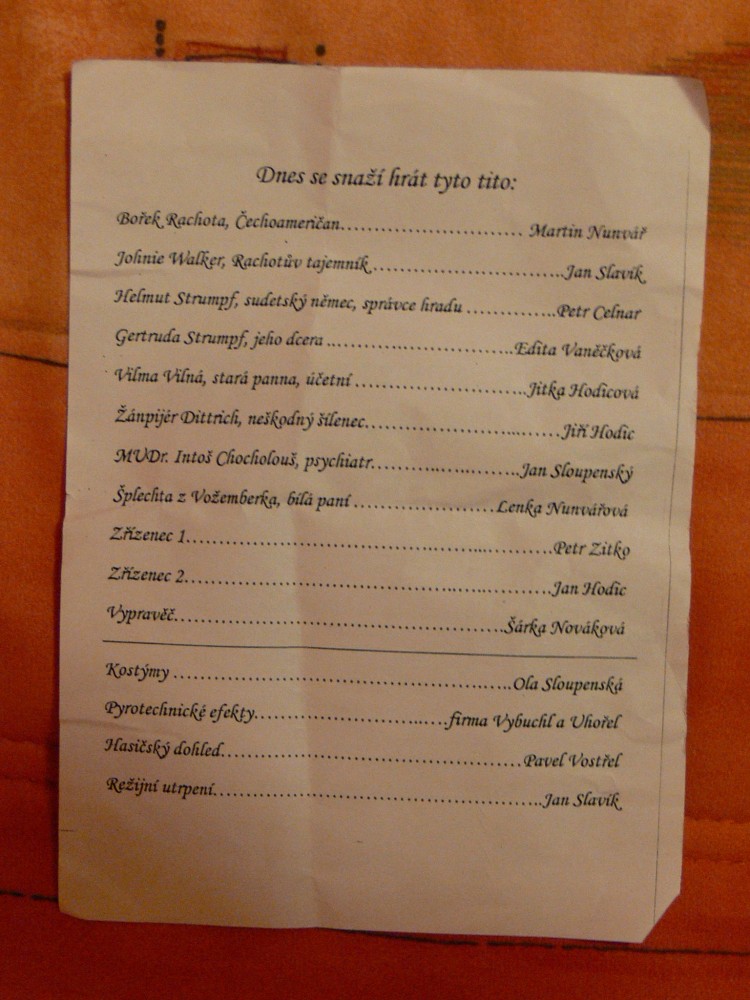 Dnes se snaží hrát tyto tito:
Bořek Rachota, Čechoameričan.................................... Martin Nunvář
Johnie Walker, Rachotův tajemník......................................Jan Slavík
Helmut Strumpf, sudetský němec, správce hradu ..................Petr Celnar
Gertruda Strumpf, jeho dcera ......................................Edita Vaněčková
Vilma Vilná, stará panna, účetní ...................................Jitka Hodicová
Žánpijér Dittrich, neškodný šílenec.......................................Jiří Hodic
MUDr. Intoš Chocholouš, psychiatr..............................Jan Sloupenský
Šplechta z Vožemberka, bílá paní ...........................Lenka Nunvářová
Zřízenec 1.............................................................................Petr Zitko
Zřízenec 2.............................................................................Jan Hodic
Vypravěč......................................................................Šárka Nováková
Kostýmy ......................................................................Ola Sloupenská
Pyrotechnické efekty........................................firma Vybuchl a Uhořel
Hasičský dohled...............................................................Pavel Vostřel
Režijní utrpení.....................................................................Jan Slavík